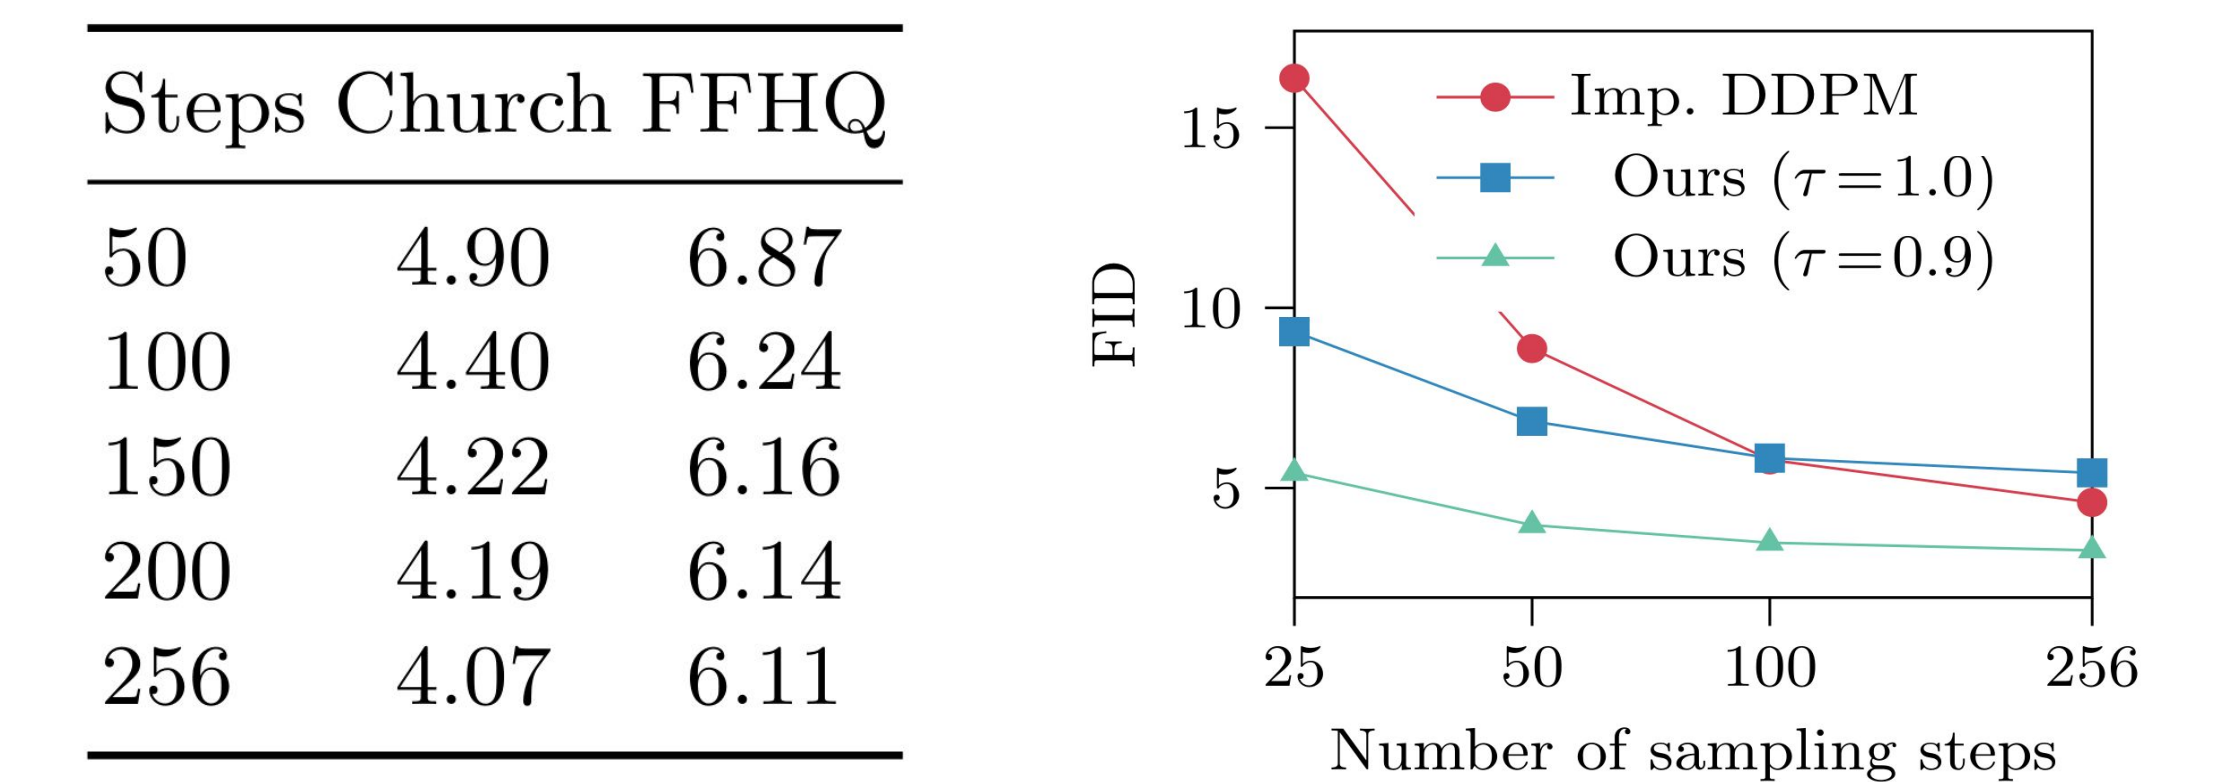 Steps Church FFHQ
50 4.90 6.87
100 4.40 6.24
150 4.22 6.16
200 4.19 6.14
256 4.07 6.11
Imp. DDPM
Ours (τ=1.0)
Ours (τ=0.9)
FID
15
10
5
25 50 100 256
Number of sampling steps